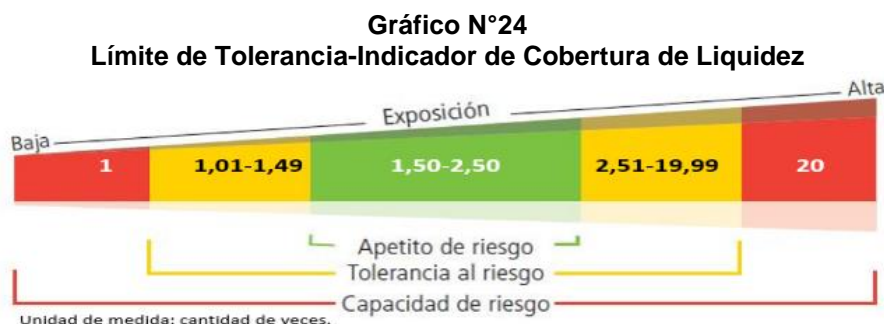 Gráfico N°24
Límite de Tolerancia-Indicador de Cobertura de Liquidez
Baja Exposición Alta
1 1,01-1,49 1,50-2,50 2,51-19,99 20
Apetito de riesgo
Tolerancia al riesgo
Capacidad de riesgo
Unidad de medida: cantidad de veces.